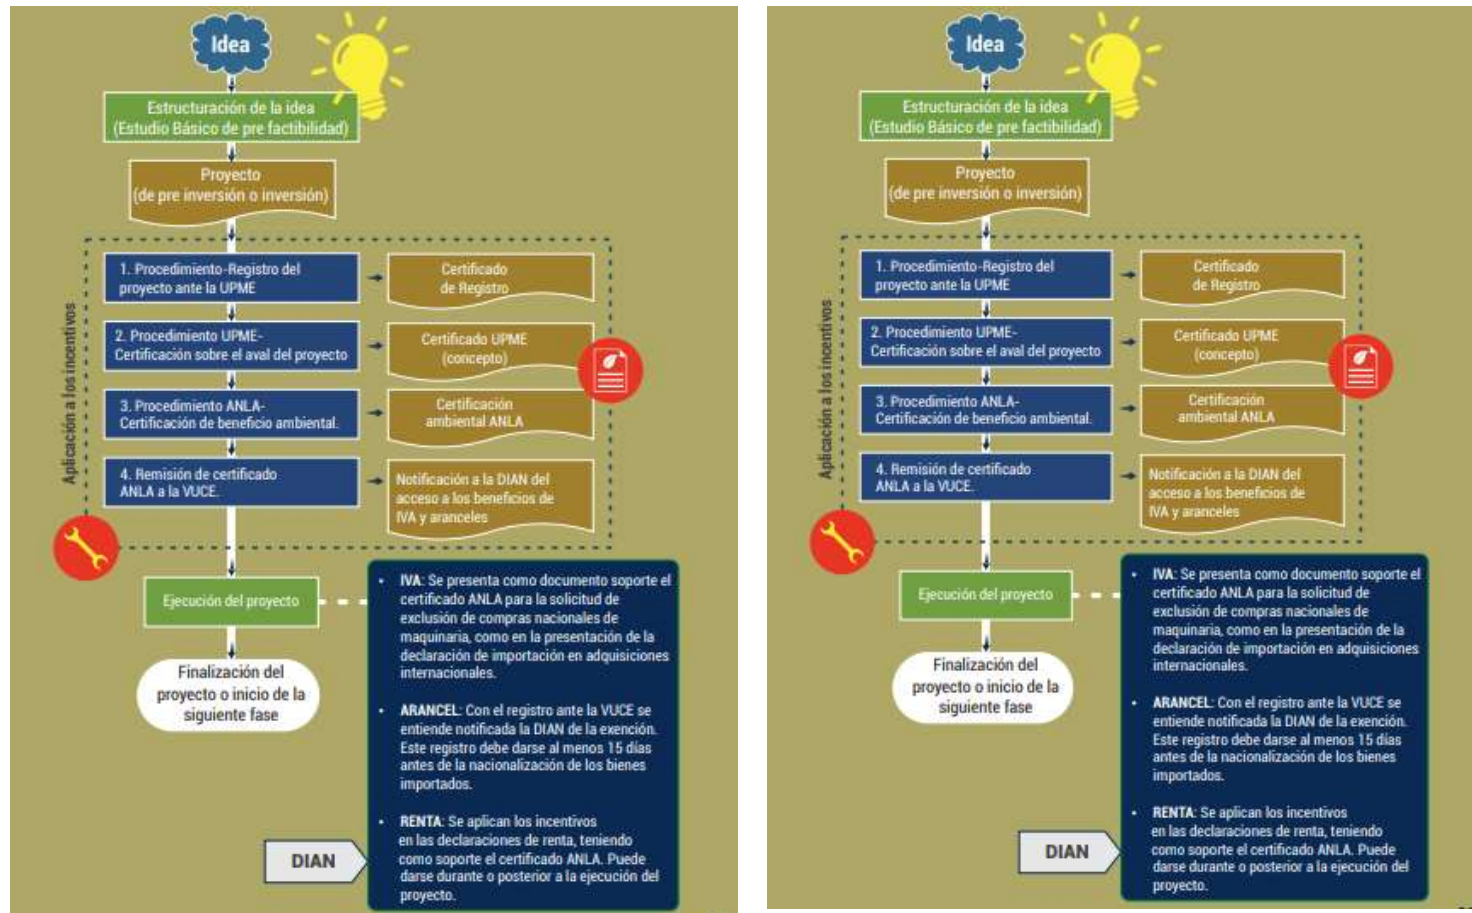 Idea
Estructuración de la idea
(Estudio Básico de pre factibilidad)
Proyecto
(de pre inversión o inversión)
Aplicación a los incentivos
1. Procedimiento-Registro del
proyecto ante la UPME
Certificado
de Registro
2. Procedimiento UPME-
Certificación sobre el aval del proyecto
Certificado UPME
(concepto)
3. Procedimiento ANLA-
Certificación de beneficio ambiental.
Certificación
ambiental ANLA
4. Remisión de certificado
ANLA a la VUCE.
Notificación a la DIAN del
acceso a los beneficios de
IVA y aranceles
Ejecución del proyecto
Finalización del
proyecto o inicio de la
siguiente fase
• IVA: Se presenta como documento soporte el
certificado ANLA para la solicitud de
exclusión de compras nacionales de
maquinaria, como en la presentación de la
declaración de importación en adquisiciones
internacionales.
• ARANCEL: Con el registro ante la VUCE se
entiende notificada la DIAN de la exención.
Este registro debe darse al menos 15 días
antes de la nacionalización de los bienes
importados.
• RENTA: Se aplican los incentivos
en las declaraciones de renta, teniendo
como soporte el certificado ANLA. Puede
darse durante o posterior a la ejecución del
proyecto.
DIAN
Idea
Estructuración de la idea
(Estudio Básico de pre factibilidad)
Proyecto
(de pre inversión o inversión)
Aplicación a los incentivos
1. Procedimiento-Registro del
proyecto ante la UPME
Certificado
de Registro
2. Procedimiento UPME-
Certificación sobre el aval del proyecto
Certificado UPME
(concepto)
3. Procedimiento ANLA-
Certificación de beneficio ambiental.
Certificación
ambiental ANLA
4. Remisión de certificado
ANLA a la VUCE.
Notificación a la DIAN del
acceso a los beneficios de
IVA y aranceles
Ejecución del proyecto
Finalización del
proyecto o inicio de la
siguiente fase
• IVA: Se presenta como documento soporte el
certificado ANLA para la solicitud de
exclusión de compras nacionales de
maquinaria, como en la presentación de la
declaración de importación en adquisiciones
internacionales.
• ARANCEL: Con el registro ante la VUCE se
entiende notificada la DIAN de la exención.
Este registro debe darse al menos 15 días
antes de la nacionalización de los bienes
importados.
• RENTA: Se aplican los incentivos
en las declaraciones de renta, teniendo
como soporte el certificado ANLA. Puede
darse durante o posterior a la ejecución del
proyecto.
DIAN